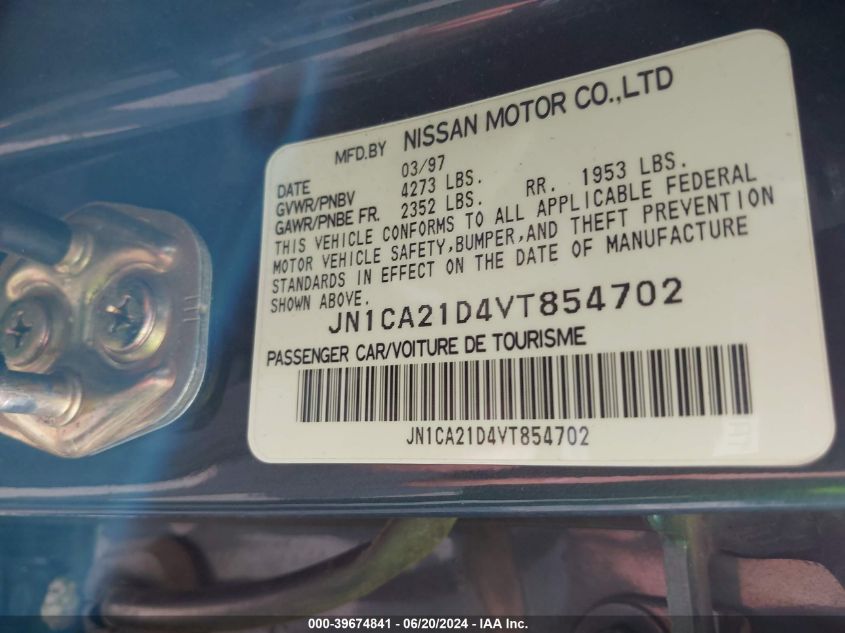 MFD.BY NISSAN MOTOR CO.,LTD
DATE 03/97
GVWR/PNBV 4273 LBS.
GAWR/PNBE FR. 2352 LBS. RR. 1953 LBS.
THIS VEHICLE CONFORMS TO ALL APPLICABLE FEDERAL
MOTOR VEHICLE SAFETY,BUMPER,AND THEFT PREVENTION
STANDARDS IN EFFECT ON THE DATE OF MANUFACTURE
SHOWN ABOVE.
JN1CA21D4VT854702
PASSENGER CAR/VOITURE DE TOURISME
JN1CA21D4VT854702
000-39674841 - 06/20/2024 - IAA Inc.